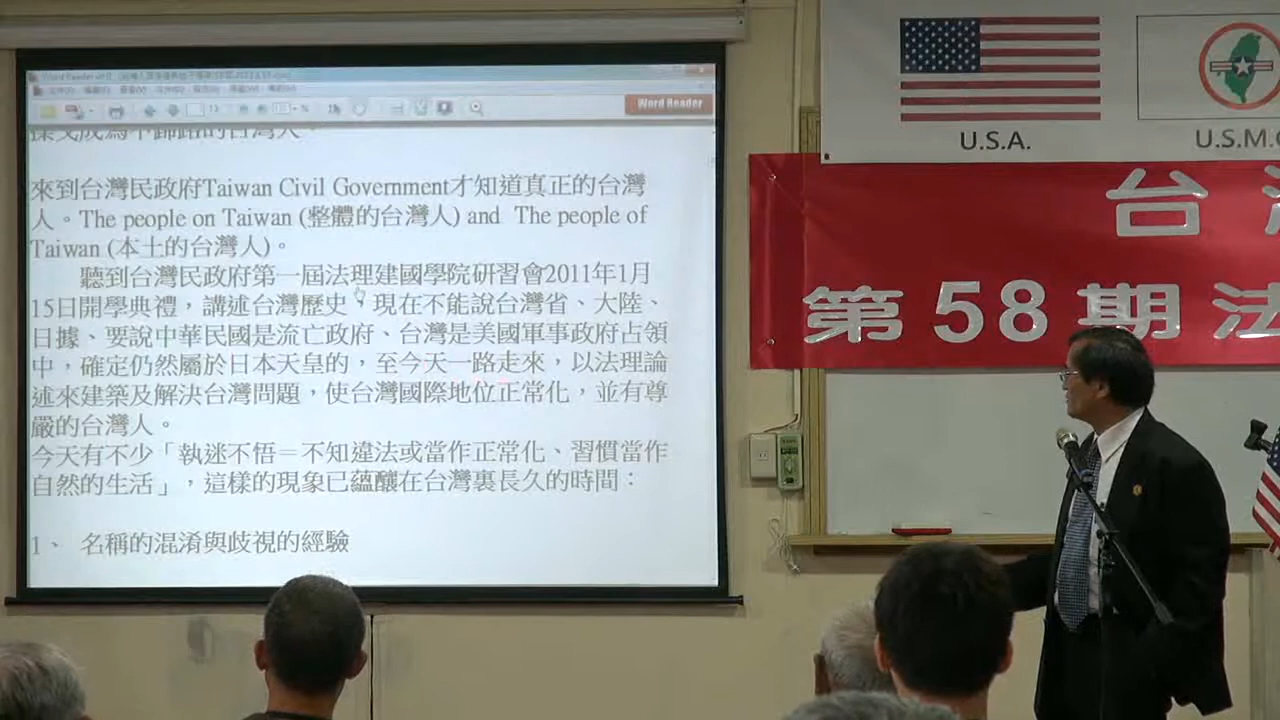 Word Reader
來到台灣民政府Taiwan Civil Government才知道真正的台灣
人。The people on Taiwan (整體的台灣人) and The people of
Taiwan (本土的台灣人)。
聽到台灣民政府第一屆法理建國學院研習會2011年1月
15日開學典禮，講述台灣歷史，現在不能說台灣省、大陸、
日據、要說中華民國是流亡政府、台灣是美國軍事政府占領
中，確定仍然屬於日本天皇的，至今天一路走來，以法理論
述來建築及解決台灣問題，使台灣國際地位正常化，並有尊
嚴的台灣人。
今天有不少「執迷不悟＝不知違法或當作正常化、習慣當作
自然的生活」，這樣的現象已蘊釀在台灣裏長久的時間：
1、 名稱的混淆與歧視的經驗
U.S.A.
U.S.M.
台
第58期法